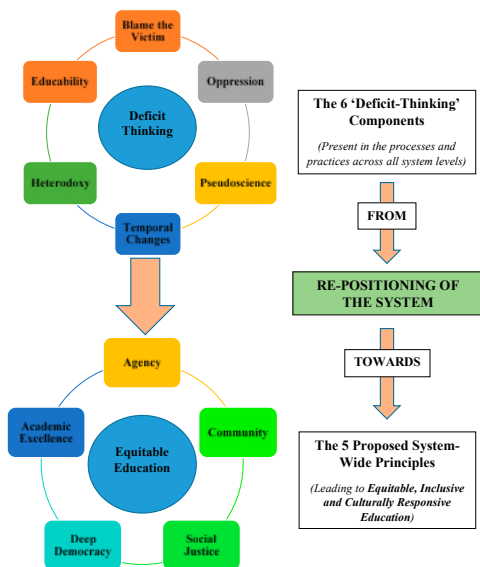 Blame the
Victim
Educability
Oppression
Deficit
Thinking
Heterodoxy
Pseudoscience
Temporal
Changes
Agency
Academic
Excellence
Community
Equitable
Education
Deep
Democracy
Social
Justice
The 6 ‘Deficit-Thinking’
Components
(Present in the processes and
practices across all system levels)
FROM
RE-POSITIONING OF
THE SYSTEM
TOWARDS
The 5 Proposed System-
Wide Principles
(Leading to Equitable, Inclusive
and Culturally Responsive
Education)